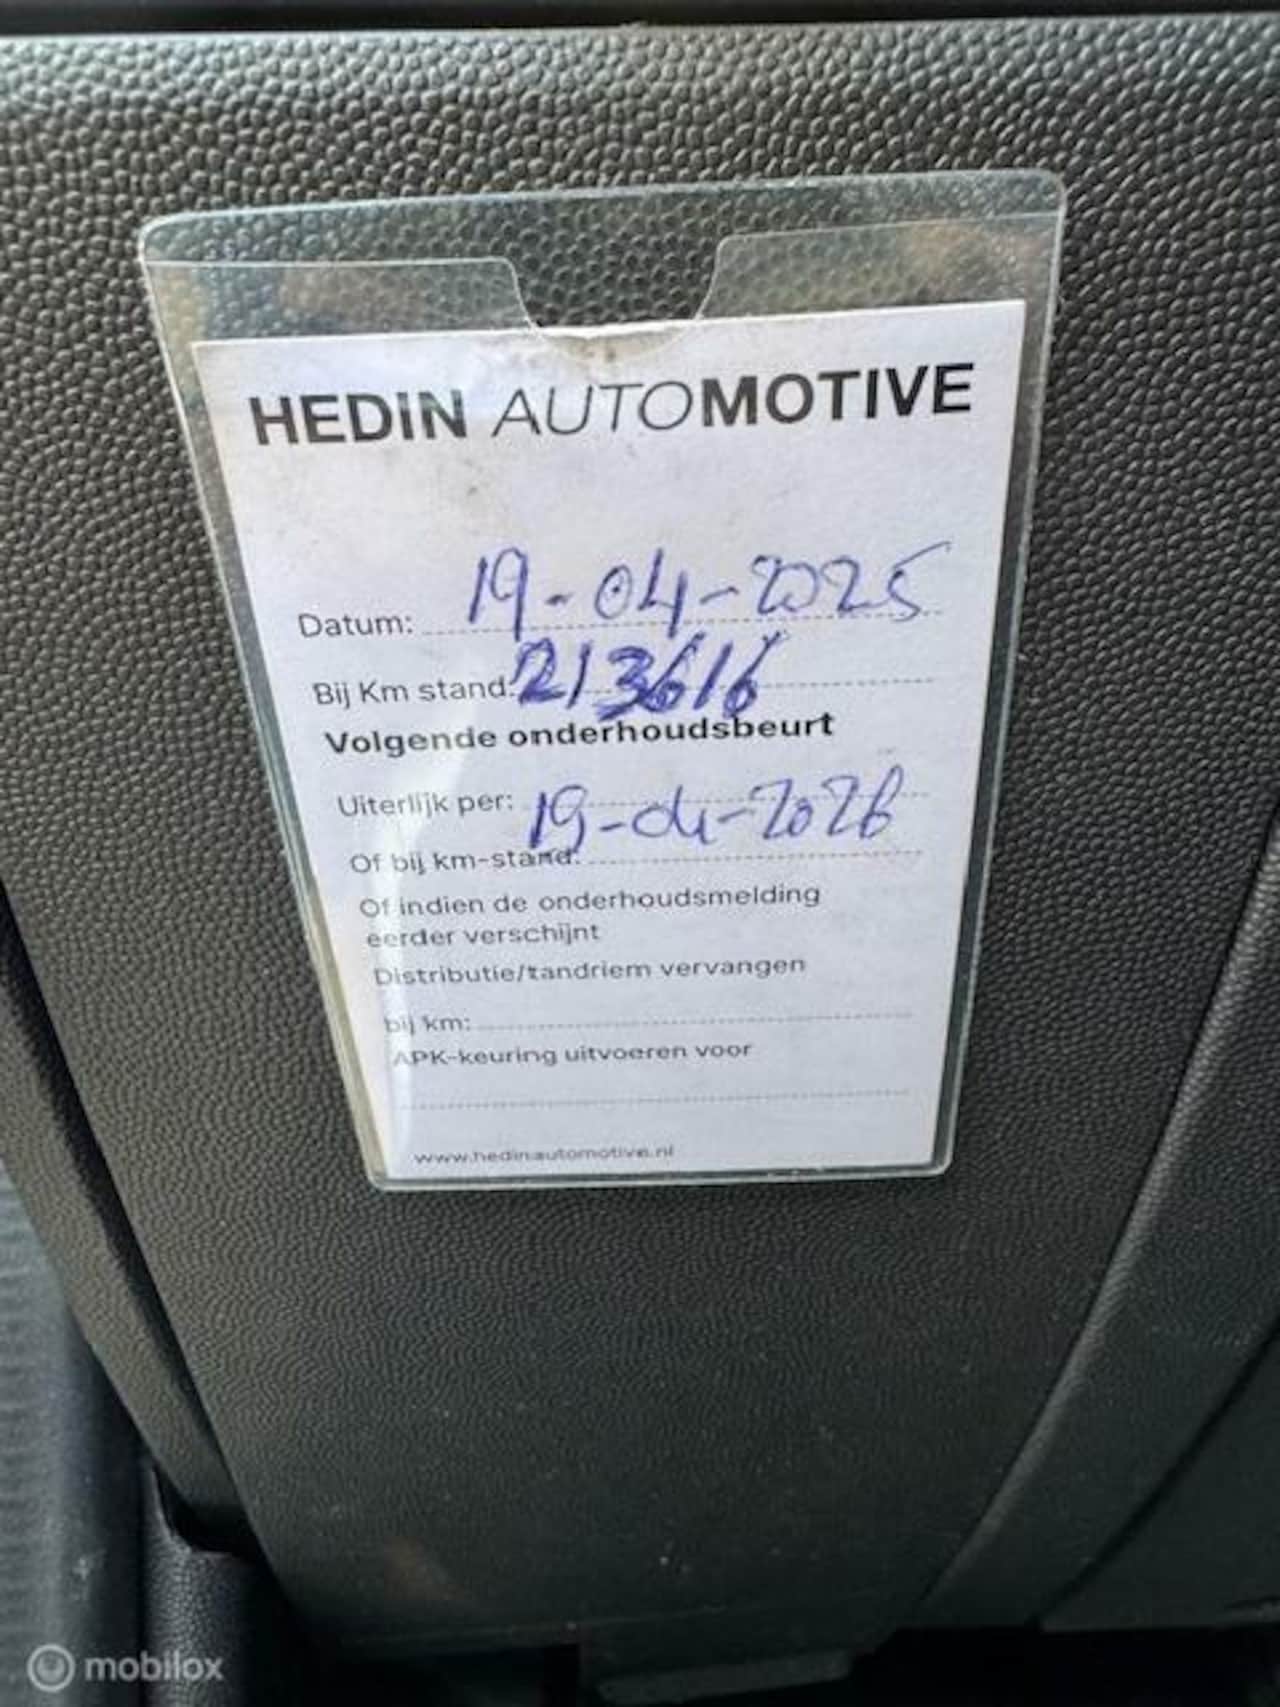 HEDIN AUTOMOTIVE
Datum: 19-04-2025
Bij Km stand: 213616
Volgende onderhoudsbeurt
Uiterlijk per: 19-04-2026
Of bij km-stand:
Of indien de onderhoudsmelding
eerder verschijnt
Distributie/tandriem vervangen
bij km:
APK-keuring uitvoeren voor
www.hedinautomotive.nl
mobilox